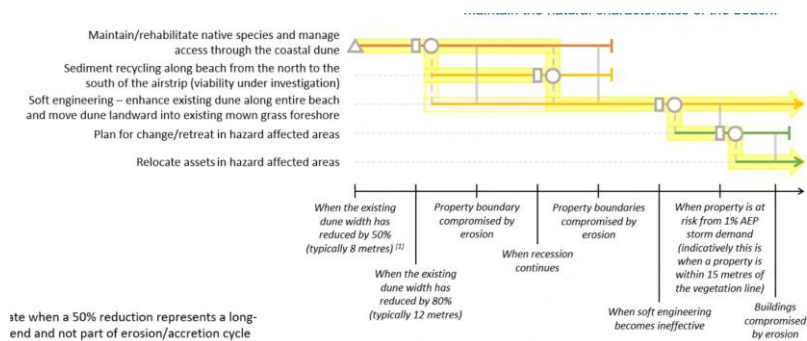 maintain the natural characteristics of the beach.
Maintain/rehabilitate native species and manage
access through the coastal dune
Sediment recycling along beach from the north to the
south of the airstrip (viability under investigation)
Soft engineering – enhance existing dune along entire beach
and move dune landward into existing mown grass foreshore
Plan for change/retreat in hazard affected areas
Relocate assets in hazard affected areas
When the existing
dune width has
reduced by 50%
(typically 8 metres) [1]
When the existing
dune width has
reduced by 80%
(typically 12 metres)
Property boundary
compromised by
erosion
When recession
continues
Property boundaries
compromised by
erosion
When soft engineering
becomes ineffective
When property is at
risk from 1% AEP
storm demand
(indicatively this is
when a property is
within 15 metres of
the vegetation line)
Buildings
compromised
by erosion
ate when a 50% reduction represents a long-
end and not part of erosion/accretion cycle